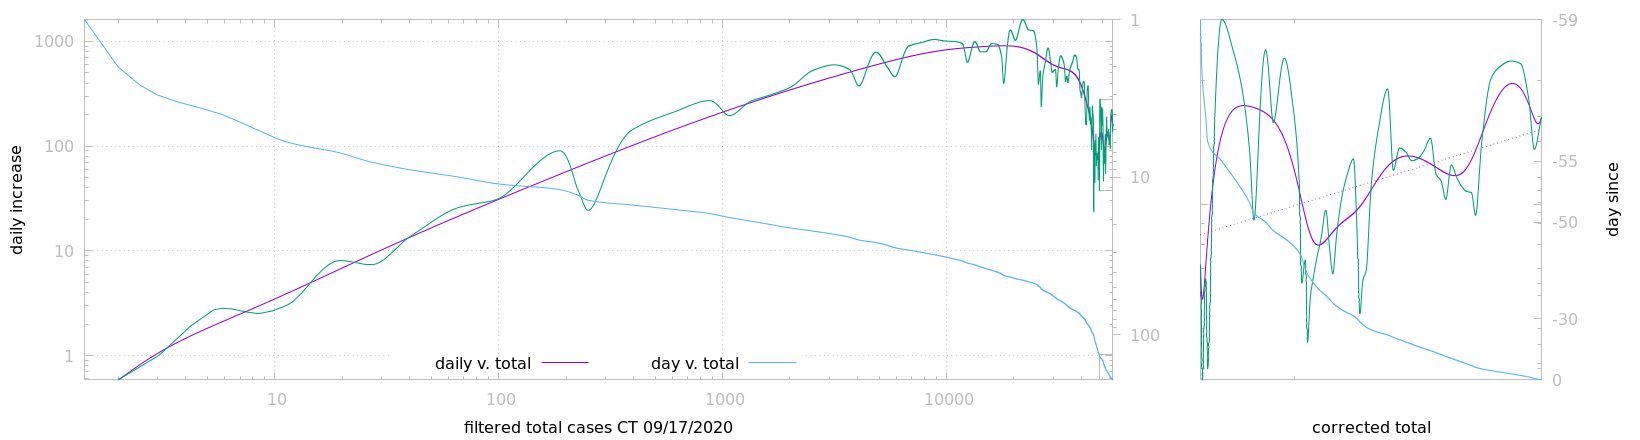 1000
100
10
1
daily increase
10
100
1000
10000
filtered total cases CT 09/17/2020
daily v. total
day v. total
1
10
100
-59
-55
-50
-30
0
day since
corrected total